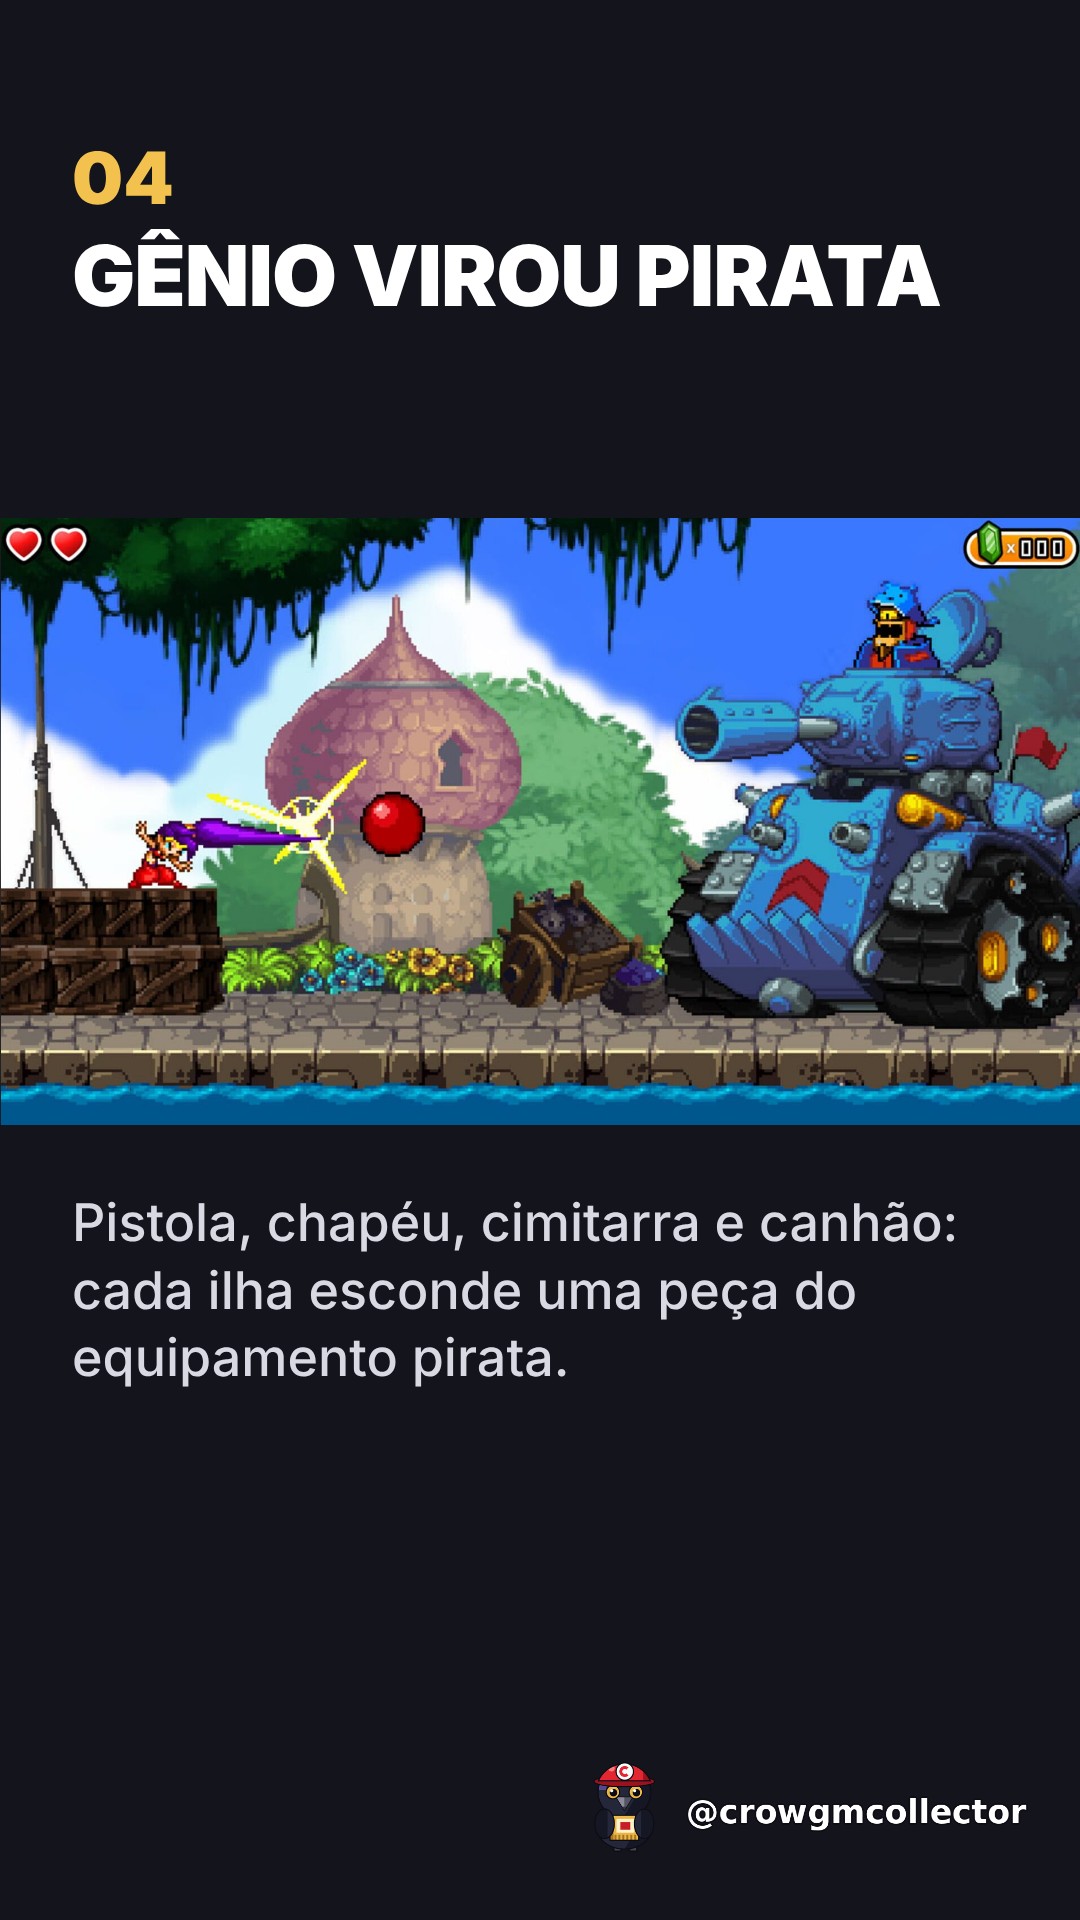 04
GÊNIO VIROU PIRATA
x000
Pistola, chapéu, cimitarra e canhão:
cada ilha esconde uma peça do
equipamento pirata.
C
@crowgmcollector